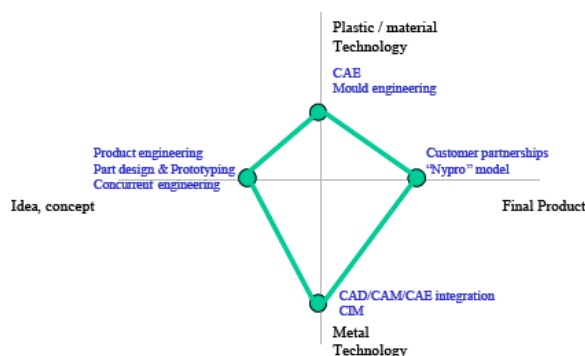 Plastic / material
Technology
CAE
Mould engineering
Product engineering
Part design & Prototyping
Concurrent engineering
Customer partnerships
“Nypro” model
Idea, concept
Final Product
CAD/CAM/CAE integration
CIM
Metal
Technology